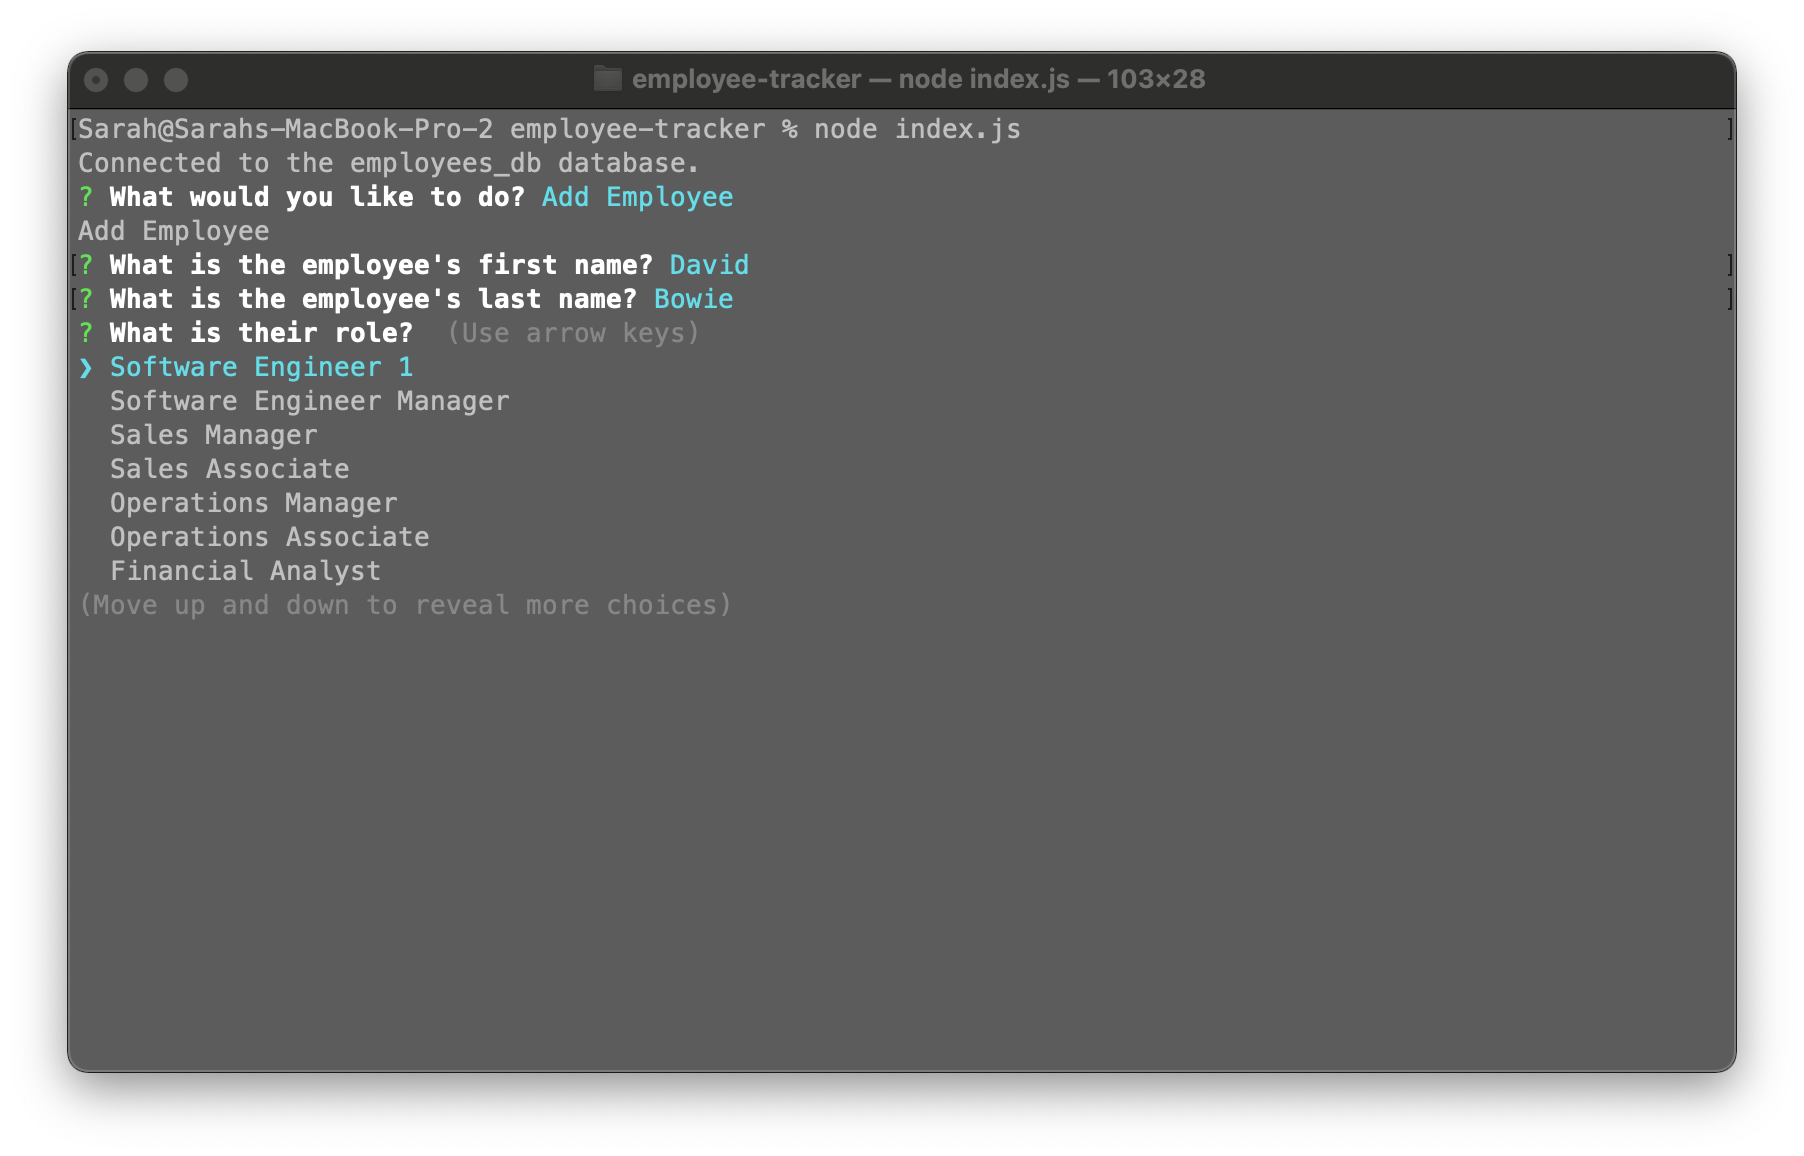 employee-tracker — node index.js — 103×28
[Sarah@Sarahs-MacBook-Pro-2 employee-tracker % node index.js ]
Connected to the employees_db database.
? What would you like to do? Add Employee
Add Employee
[? What is the employee's first name? David ]
[? What is the employee's last name? Bowie ]
? What is their role?  (Use arrow keys)
❯ Software Engineer 1
  Software Engineer Manager
  Sales Manager
  Sales Associate
  Operations Manager
  Operations Associate
  Financial Analyst
(Move up and down to reveal more choices)